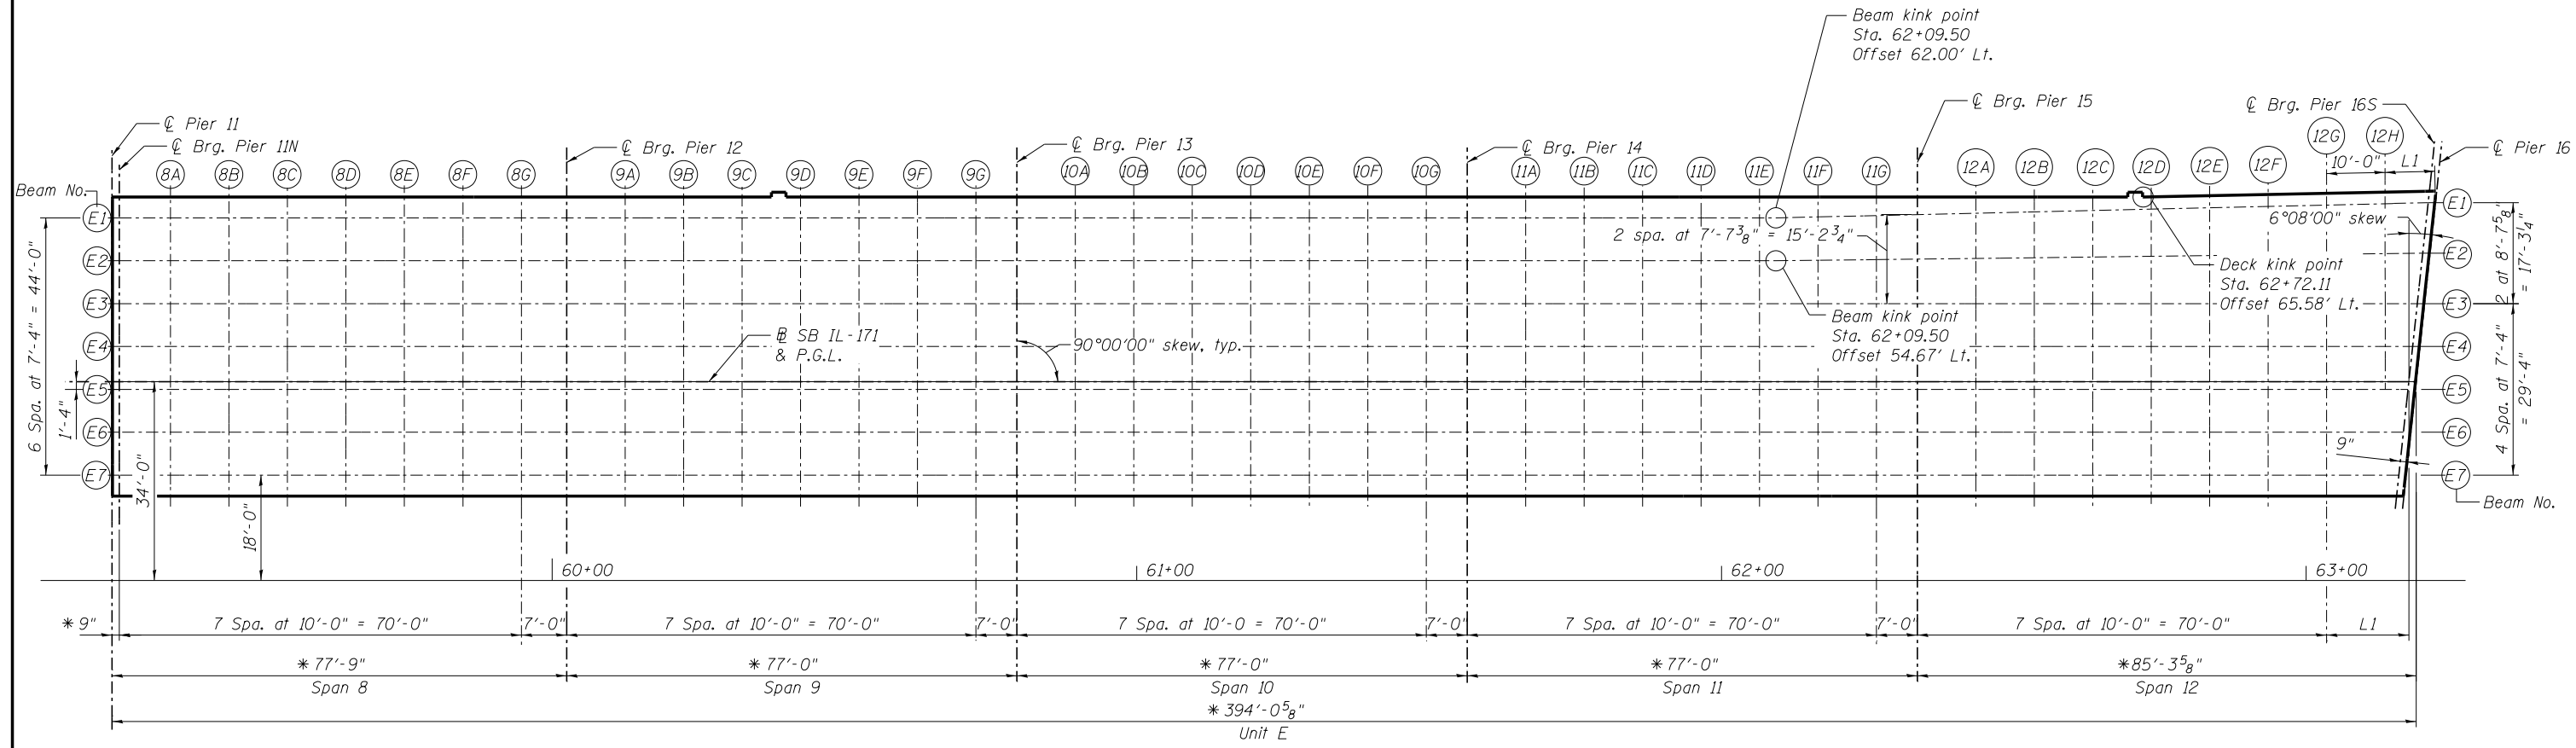 Beam kink point
Sta. 62+09.50
Offset 62.00' Lt.
℄ Pier 11
℄ Brg. Pier 11N
℄ Brg. Pier 12
℄ Brg. Pier 13
℄ Brg. Pier 14
℄ Brg. Pier 15
℄ Brg. Pier 16S
℄ Pier 16
Beam No.
8A 8B 8C 8D 8E 8F 8G 9A 9B 9C 9D 9E 9F 9G 10A 10B 10C 10D 10E 10F 10G 11A 11B 11C 11D 11E 11F 11G 12A 12B 12C 12D 12E 12F 12G 12H
10'-0" L1
E1
E2
E3
E4
E5
E6
E7
6 Spa. at 7'-4" = 44'-0"
1'-4"
34'-0"
18'-0"
℄ SB IL-171
& P.G.L.
90°00'00" skew, typ.
2 spa. at 7'-7 3/8" = 15'-2 3/4"
Beam kink point
Sta. 62+09.50
Offset 54.67' Lt.
6°08'00" skew
Deck kink point
Sta. 62+72.11
Offset 65.58' Lt.
E1
E2
E3
E4
E5
E6
E7
2 at 8'-7 5/8"
= 17'-3 1/4"
4 Spa. at 7'-4"
= 29'-4"
9"
Beam No.
60+00 61+00 62+00 63+00
* 9" 7 Spa. at 10'-0" = 70'-0" 7'-0" 7 Spa. at 10'-0" = 70'-0" 7'-0" 7 Spa. at 10'-0 = 70'-0" 7'-0" 7 Spa. at 10'-0" = 70'-0" 7'-0" 7 Spa. at 10'-0" = 70'-0" L1
* 77'-9" * 77'-0" * 77'-0" * 77'-0" * 85'-3 5/8"
Span 8 Span 9 Span 10 Span 11 Span 12
* 394'-0 5/8"
Unit E